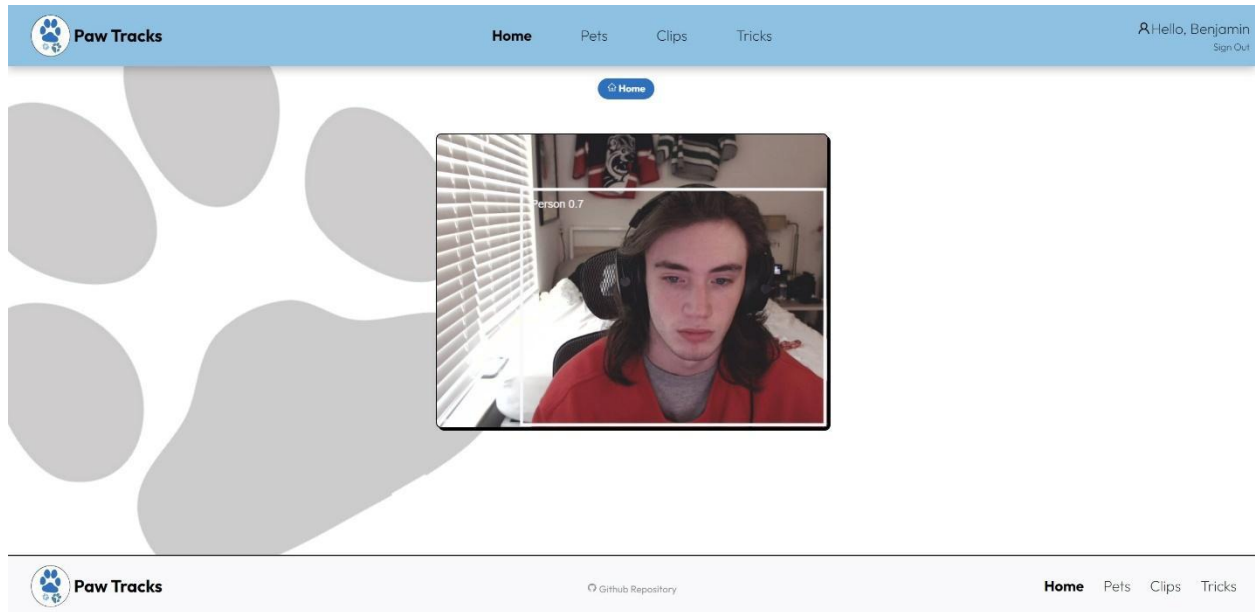 Paw Tracks
Home Pets Clips Tricks
Hello, Benjamin
Sign Out
Home
Person 0.7
Paw Tracks
Github Repository
Home Pets Clips Tricks